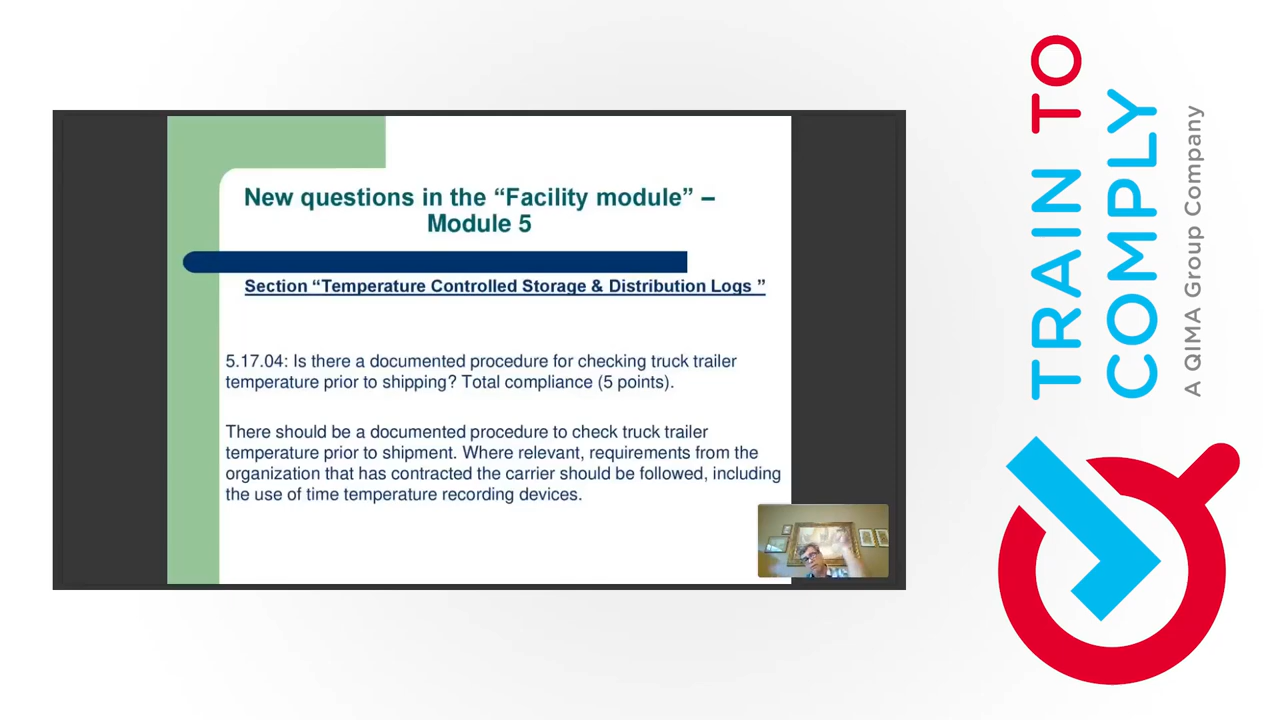 New questions in the “Facility module” –
Module 5
Section “Temperature Controlled Storage & Distribution Logs ”
5.17.04: Is there a documented procedure for checking truck trailer
temperature prior to shipping? Total compliance (5 points).
There should be a documented procedure to check truck trailer
temperature prior to shipment. Where relevant, requirements from the
organization that has contracted the carrier should be followed, including
the use of time temperature recording devices.
TRAIN TO
COMPLY
A QIMA Group Company